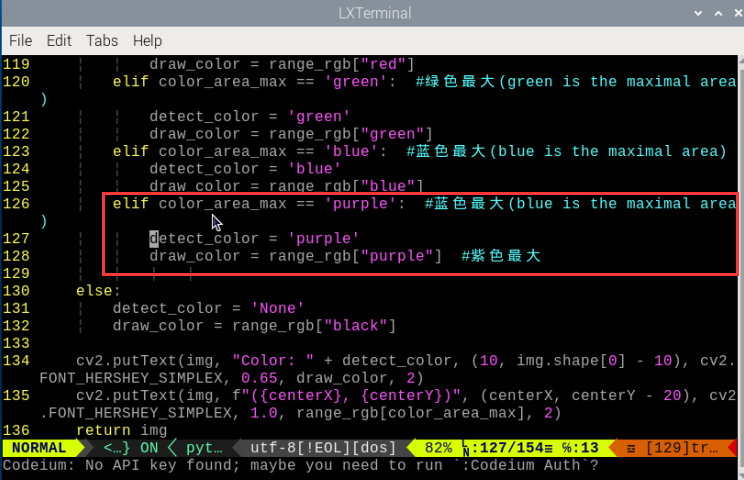 LXTerminal
File Edit Tabs Help
119 draw_color = range_rgb["red"]
120 elif color_area_max == 'green': #绿色最大(green is the maximal area
)
121 detect_color = 'green'
122 draw_color = range_rgb["green"]
123 elif color_area_max == 'blue': #蓝色最大(blue is the maximal area)
124 detect_color = 'blue'
125 draw_color = range_rgb["blue"]
126 elif color_area_max == 'purple': #蓝色最大(blue is the maximal area
)
127 detect_color = 'purple'
128 draw_color = range_rgb["purple"] #紫色最大
129
130 else:
131 detect_color = 'None'
132 draw_color = range_rgb["black"]
133
134 cv2.putText(img, "Color: " + detect_color, (10, img.shape[0] - 10), cv2.
FONT_HERSHEY_SIMPLEX, 0.65, draw_color, 2)
135 cv2.putText(img, f"({centerX}, {centerY})", (centerX, centerY - 20), cv2
.FONT_HERSHEY_SIMPLEX, 1.0, range_rgb[color_area_max], 2)
136 return img
NORMAL <…} ON pyt… utf-8[!EOL][dos] 82% :127/154≡ ℅:13 [129]tr…
Codeium: No API key found; maybe you need to run `:Codeium Auth`?